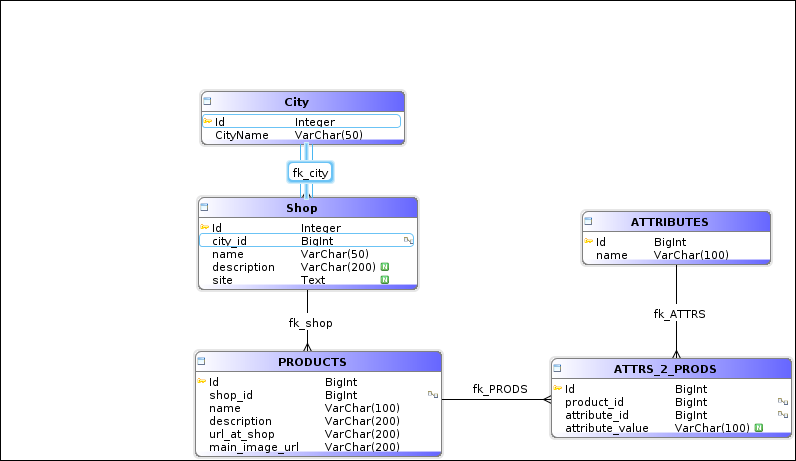 City
Id Integer
CityName VarChar(50)
fk_city
Shop
Id Integer
city_id BigInt
name VarChar(50)
description VarChar(200) N
site Text N
fk_shop
PRODUCTS
Id BigInt
shop_id BigInt
name VarChar(100)
description VarChar(200)
url_at_shop VarChar(200)
main_image_url VarChar(200)
fk_PRODS
ATTRIBUTES
Id BigInt
name VarChar(100)
fk_ATTRS
ATTRS_2_PRODS
Id BigInt
product_id BigInt
attribute_id BigInt
attribute_value VarChar(100) N